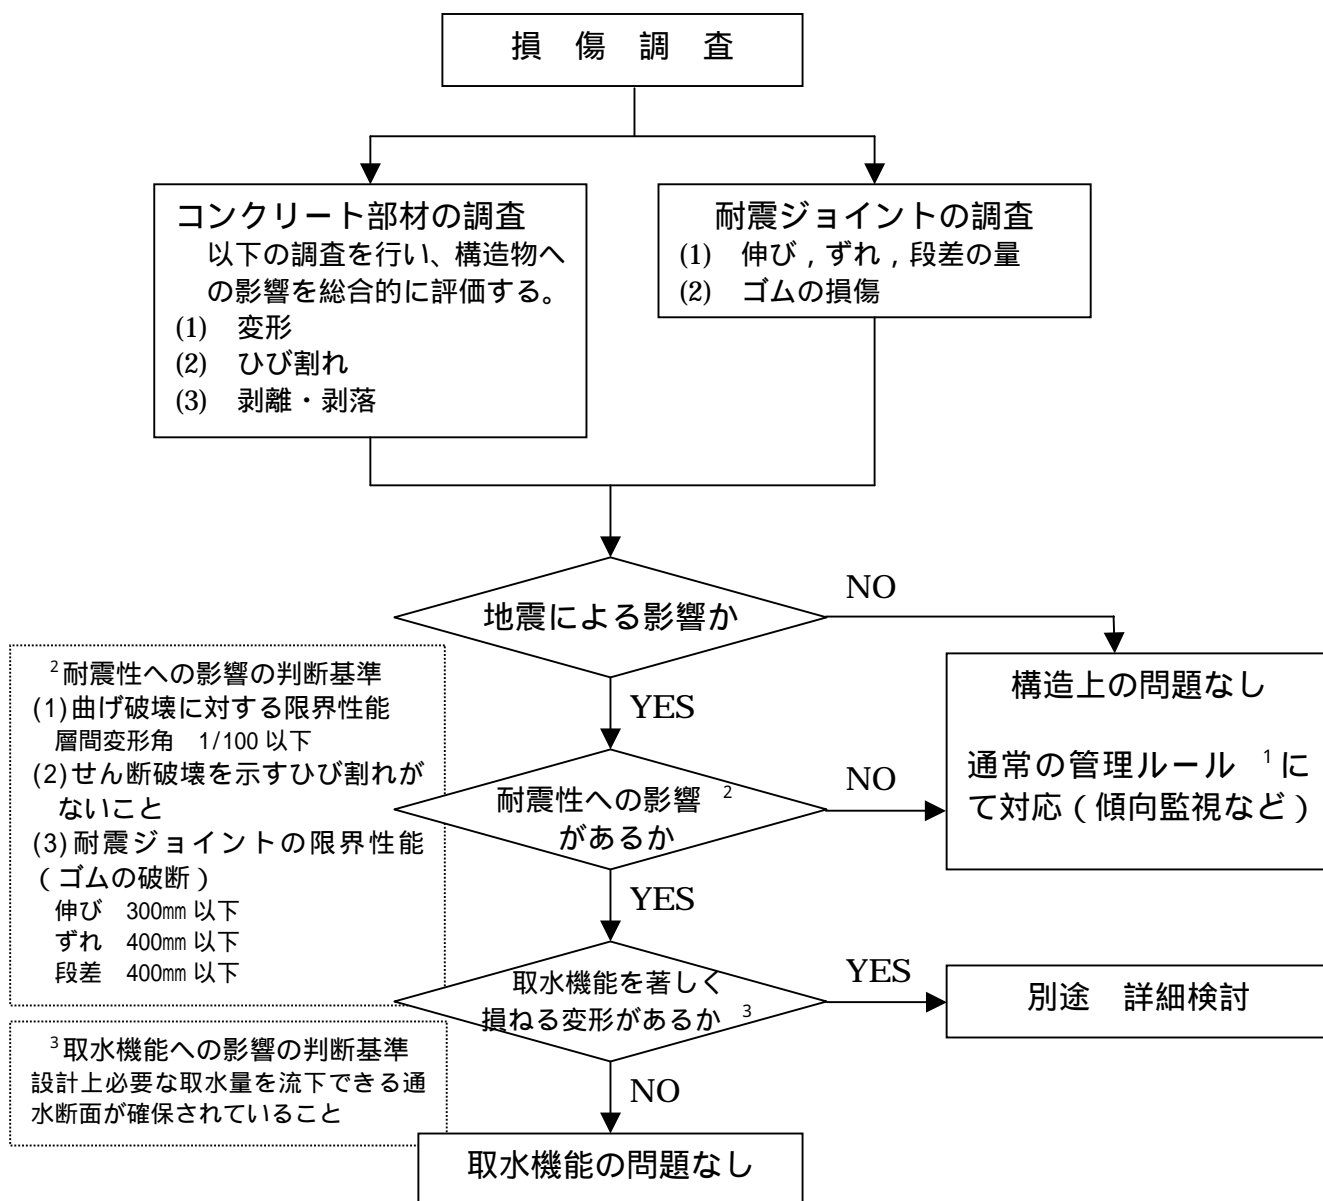 損 傷 調 査
コンクリート部材の調査
以下の調査を行い、構造物へ
の影響を総合的に評価する。
(1) 変形
(2) ひび割れ
(3) 剥離・剥落
耐震ジョイントの調査
(1) 伸び，ずれ，段差の量
(2) ゴムの損傷
地震による影響か
NO
YES
構造上の問題なし
通常の管理ルール 1に
て対応（傾向監視など）
2耐震性への影響の判断基準
(1)曲げ破壊に対する限界性能
層間変形角 1/100 以下
(2)せん断破壊を示すひび割れが
ないこと
(3)耐震ジョイントの限界性能
（ゴムの破断）
伸び 300㎜ 以下
ずれ 400㎜ 以下
段差 400㎜ 以下
耐震性への影響 2
があるか
NO
YES
取水機能を著しく
損ねる変形があるか 3
YES
別途 詳細検討
3取水機能への影響の判断基準
設計上必要な取水量を流下できる通
水断面が確保されていること
NO
取水機能の問題なし